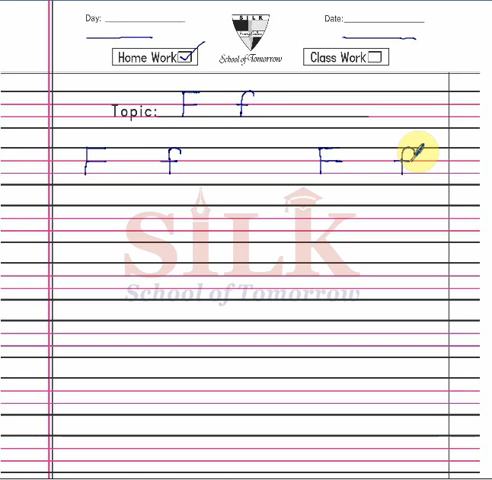 Day:
SILK
School of Tomorrow
Date:
Home Work
Class Work
Topic: F f
F f F f
SiLK
School of Tomorrow